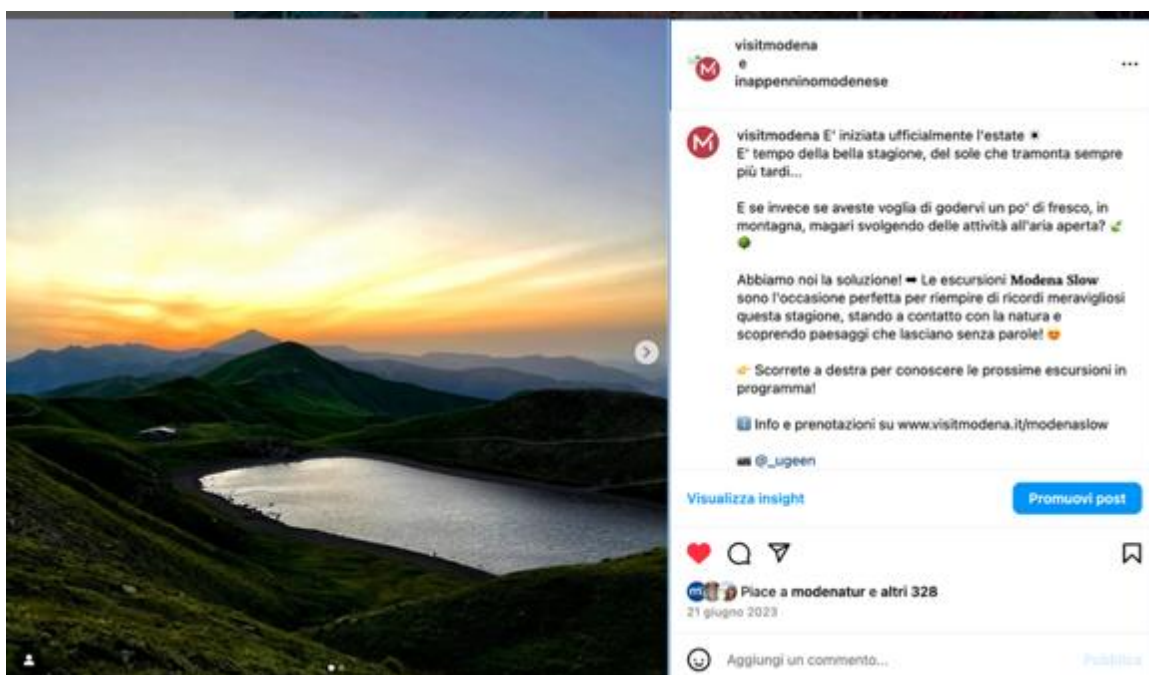 visitmodena
e
inappenninomodenese
visitmodena E' iniziata ufficialmente l'estate ☀
E' tempo della bella stagione, del sole che tramonta sempre
più tardi...
E se invece se aveste voglia di godervi un po' di fresco, in
montagna, magari svolgendo delle attività all'aria aperta? 🌿
🌳
Abbiamo noi la soluzione! ➡ Le escursioni Modena Slow
sono l'occasione perfetta per riempire di ricordi meravigliosi
questa stagione, stando a contatto con la natura e
scoprendo paesaggi che lasciano senza parole! 😍
👉 Scorrete a destra per conoscere le prossime escursioni in
programma!
ℹ️ Info e prenotazioni su www.visitmodena.it/modenaslow
📷 @_ugeen
Visualizza insight
Promuovi post
Piace a modenatur e altri 328
21 giugno 2023
Aggiungi un commento...
Pubblica